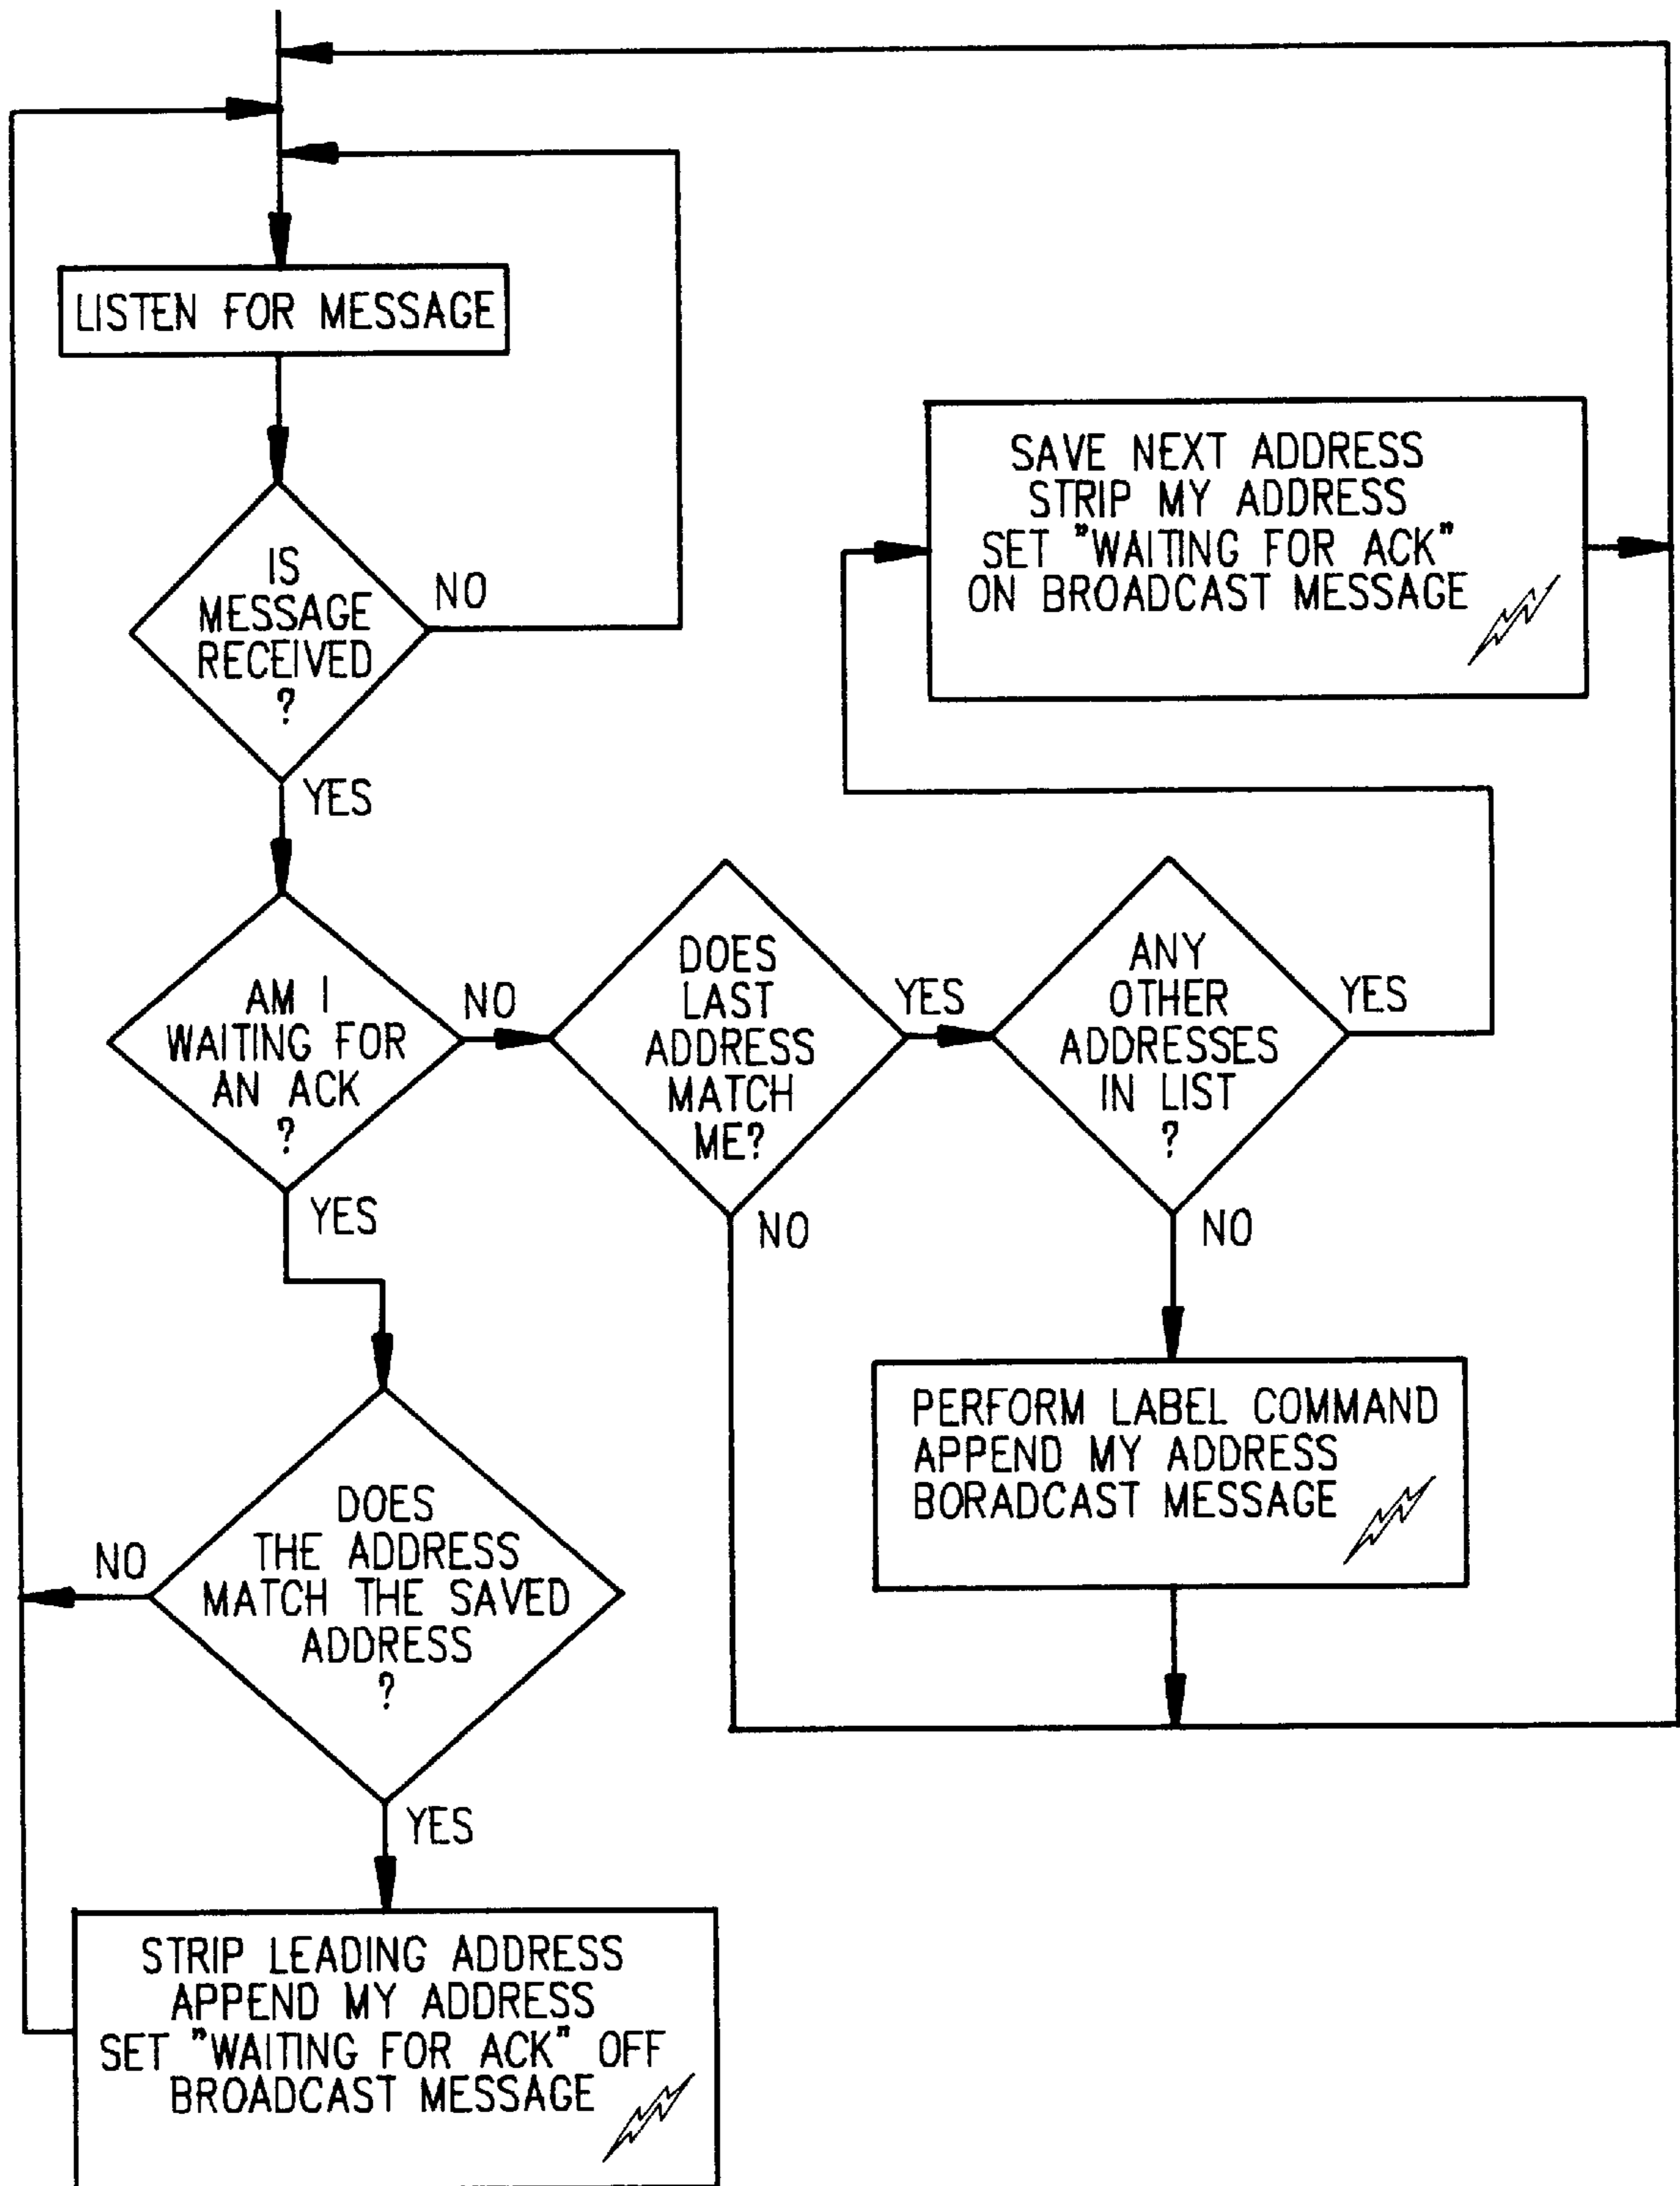 LISTEN FOR MESSAGE
IS
MESSAGE
RECEIVED
?
NO
YES
AM I
WAITING FOR
AN ACK
?
NO
YES
DOES
LAST
ADDRESS
MATCH
ME?
YES
NO
ANY
OTHER
ADDRESSES
IN LIST
?
YES
NO
SAVE NEXT ADDRESS
STRIP MY ADDRESS
SET "WAITING FOR ACK"
ON BROADCAST MESSAGE
PERFORM LABEL COMMAND
APPEND MY ADDRESS
BORADCAST MESSAGE
DOES
THE ADDRESS
MATCH THE SAVED
ADDRESS
?
NO
YES
STRIP LEADING ADDRESS
APPEND MY ADDRESS
SET "WAITING FOR ACK" OFF
BROADCAST MESSAGE